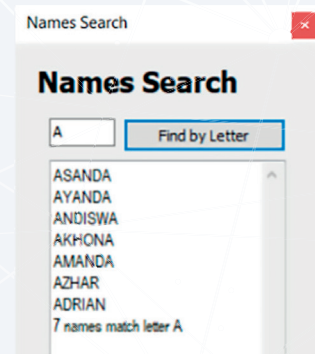 Names Search
Names Search
A
Find by Letter
ASANDA
AYANDA
ANDISWA
AKHONA
AMANDA
AZHAR
ADRIAN
7 names match letter A